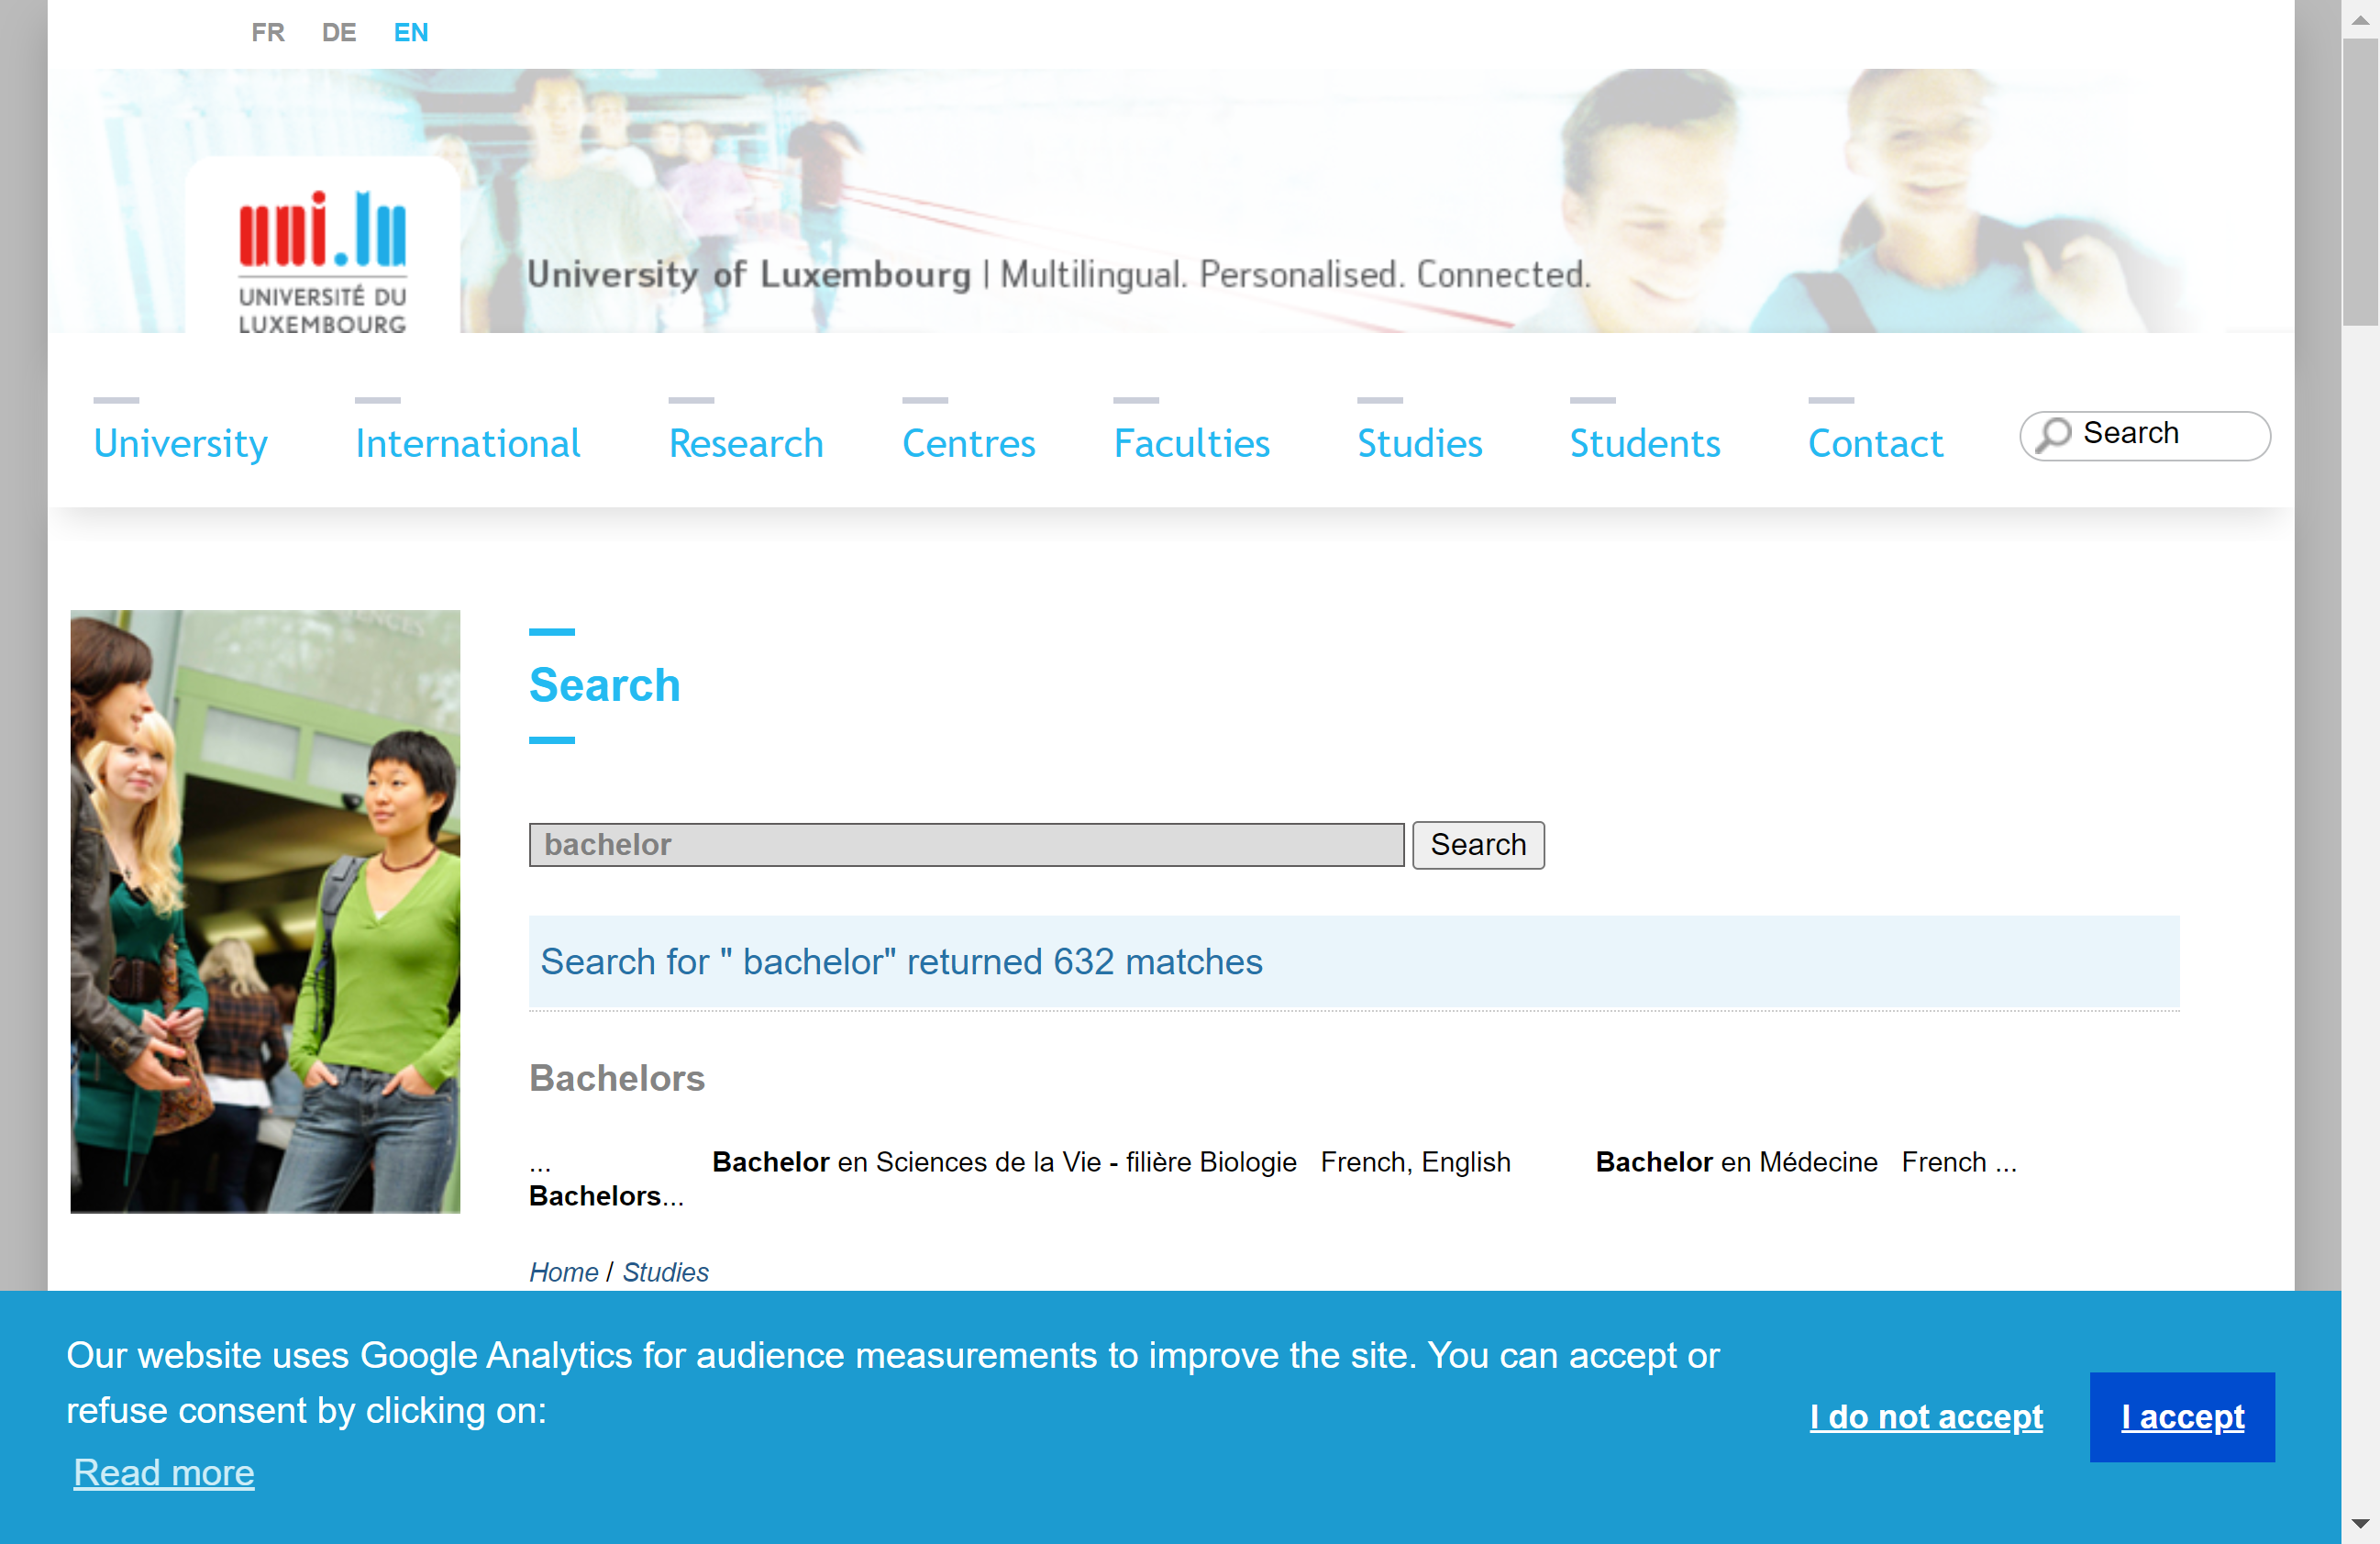 FR DE EN
uni.lu
UNIVERSITÉ DU
LUXEMBOURG
University of Luxembourg | Multilingual. Personalised. Connected.
University International Research Centres Faculties Studies Students Contact Search
Search
bachelor Search
Search for " bachelor" returned 632 matches
Bachelors
... Bachelor en Sciences de la Vie - filière Biologie French, English Bachelor en Médecine French ...
Bachelors...
Home / Studies
Our website uses Google Analytics for audience measurements to improve the site. You can accept or
refuse consent by clicking on:
I do not accept I accept
Read more